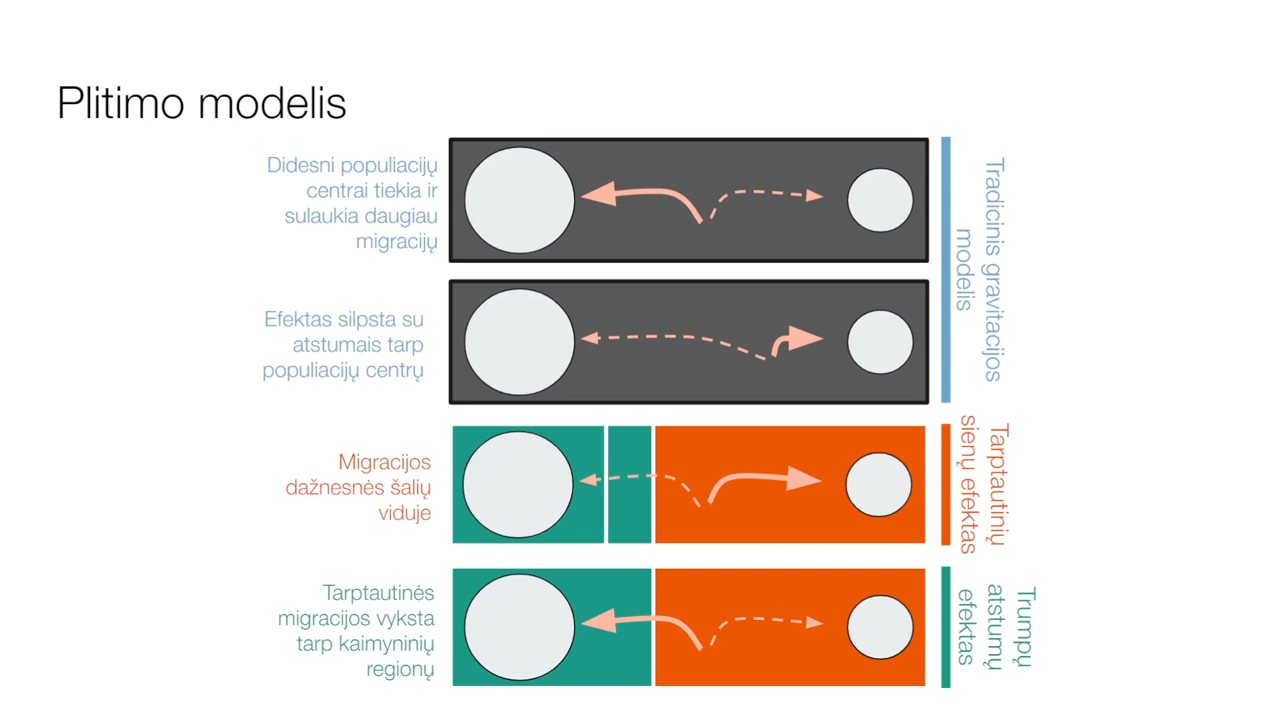 Plitimo modelis
Didesni populiacijų
centrai tiekia ir
sulaukia daugiau
migracijų
Efektas silpsta su
atstumais tarp
populiacijų centrų
Tradicinis gravitacijos
modelis
Migracijos
dažnesnės šalių
viduje
Tarptautinių
sienų efektas
Tarptautinės
migracijos vyksta
tarp kaimyninių
regionų
Trumpų
atstumų
efektas